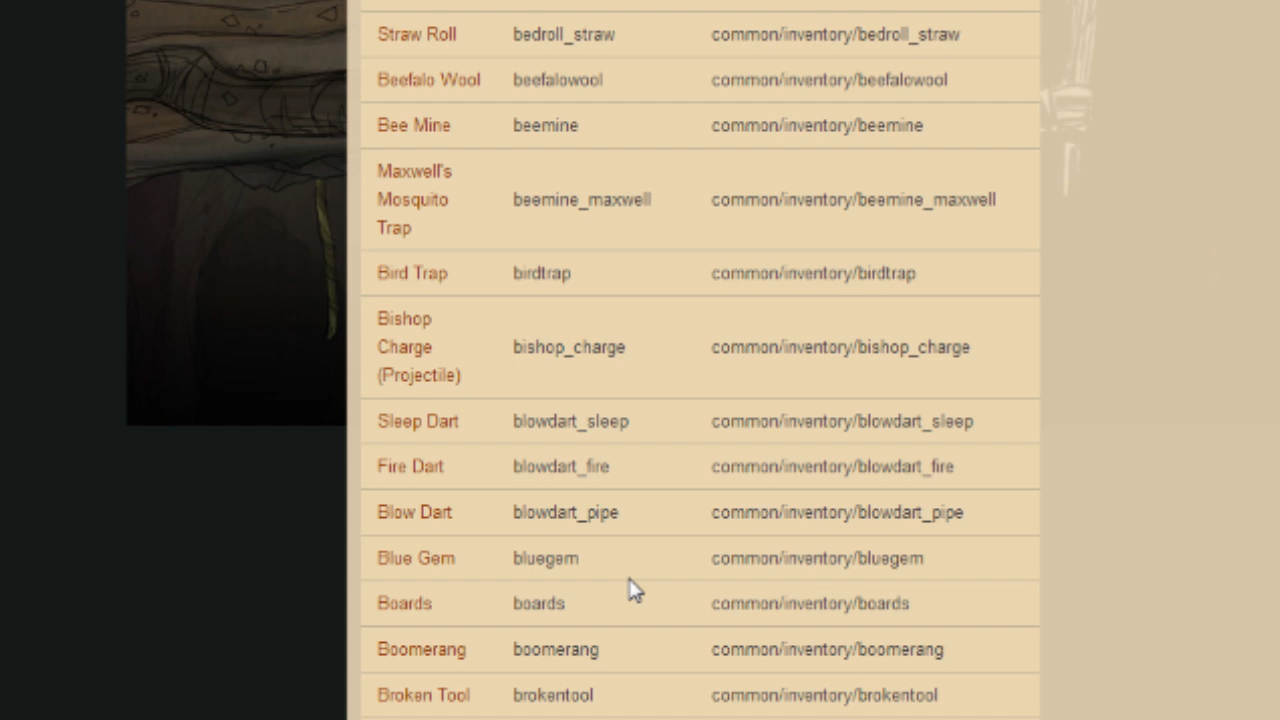 Straw Roll bedroll_straw common/inventory/bedroll_straw
Beefalo Wool beefalowool common/inventory/beefalowool
Bee Mine beemine common/inventory/beemine
Maxwell's
Mosquito beemine_maxwell common/inventory/beemine_maxwell
Trap
Bird Trap birdtrap common/inventory/birdtrap
Bishop
Charge bishop_charge common/inventory/bishop_charge
(Projectile)
Sleep Dart blowdart_sleep common/inventory/blowdart_sleep
Fire Dart blowdart_fire common/inventory/blowdart_fire
Blow Dart blowdart_pipe common/inventory/blowdart_pipe
Blue Gem bluegem common/inventory/bluegem
Boards boards common/inventory/boards
Boomerang boomerang common/inventory/boomerang
Broken Tool brokentool common/inventory/brokentool